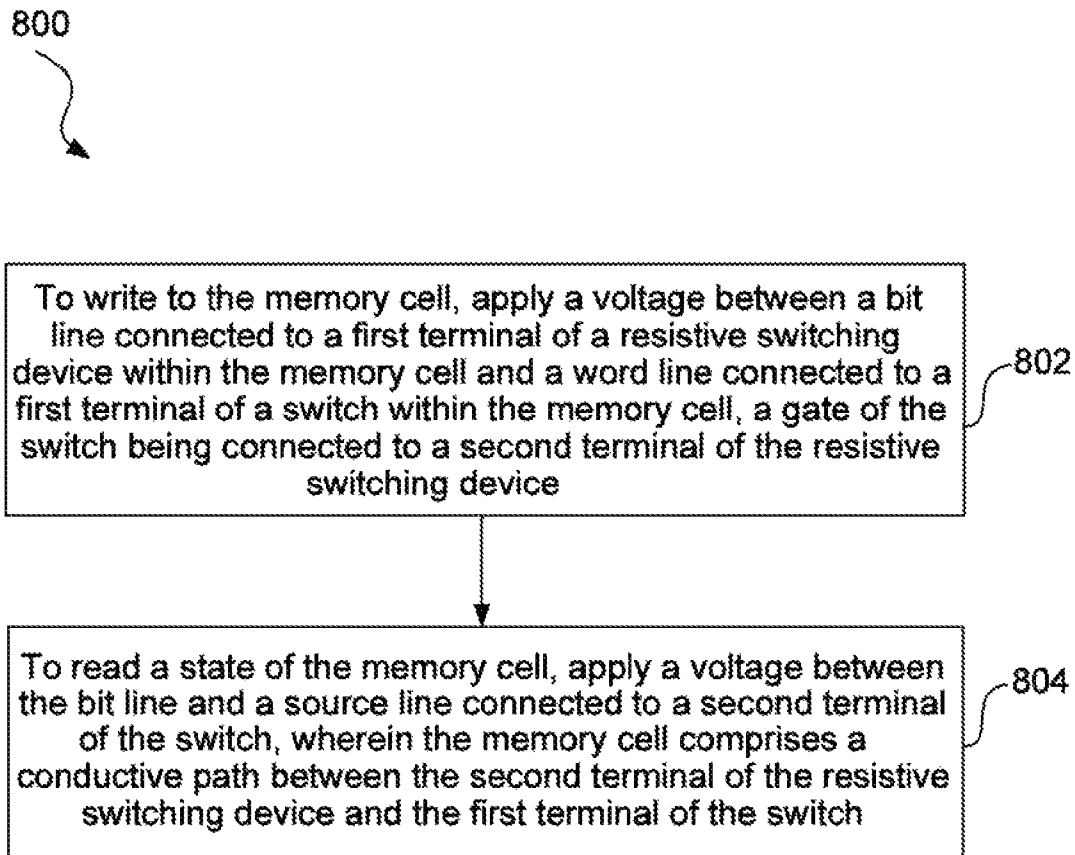 800
To write to the memory cell, apply a voltage between a bit
line connected to a first terminal of a resistive switching
device within the memory cell and a word line connected to a
first terminal of a switch within the memory cell, a gate of
the switch being connected to a second terminal of the resistive
switching device
802
To read a state of the memory cell, apply a voltage between
the bit line and a source line connected to a second terminal
of the switch, wherein the memory cell comprises a
conductive path between the second terminal of the resistive
switching device and the first terminal of the switch
804